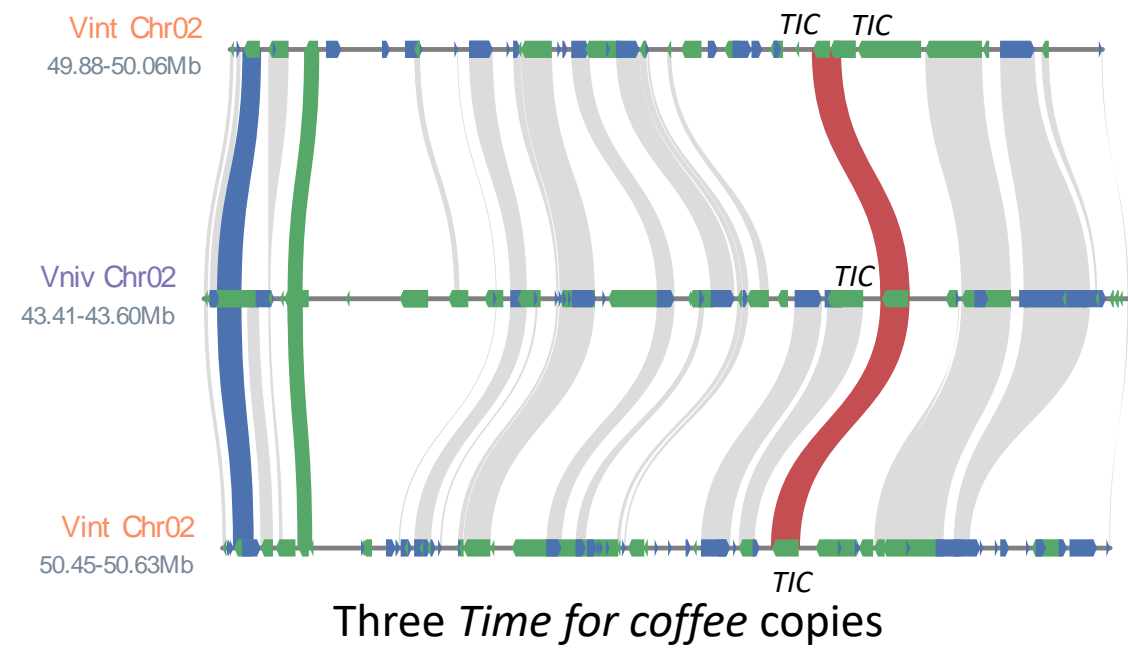 Vint Chr02
49.88-50.06Mb
TIC TIC
Vniv Chr02
43.41-43.60Mb
TIC
Vint Chr02
50.45-50.63Mb
TIC
Three Time for coffee copies